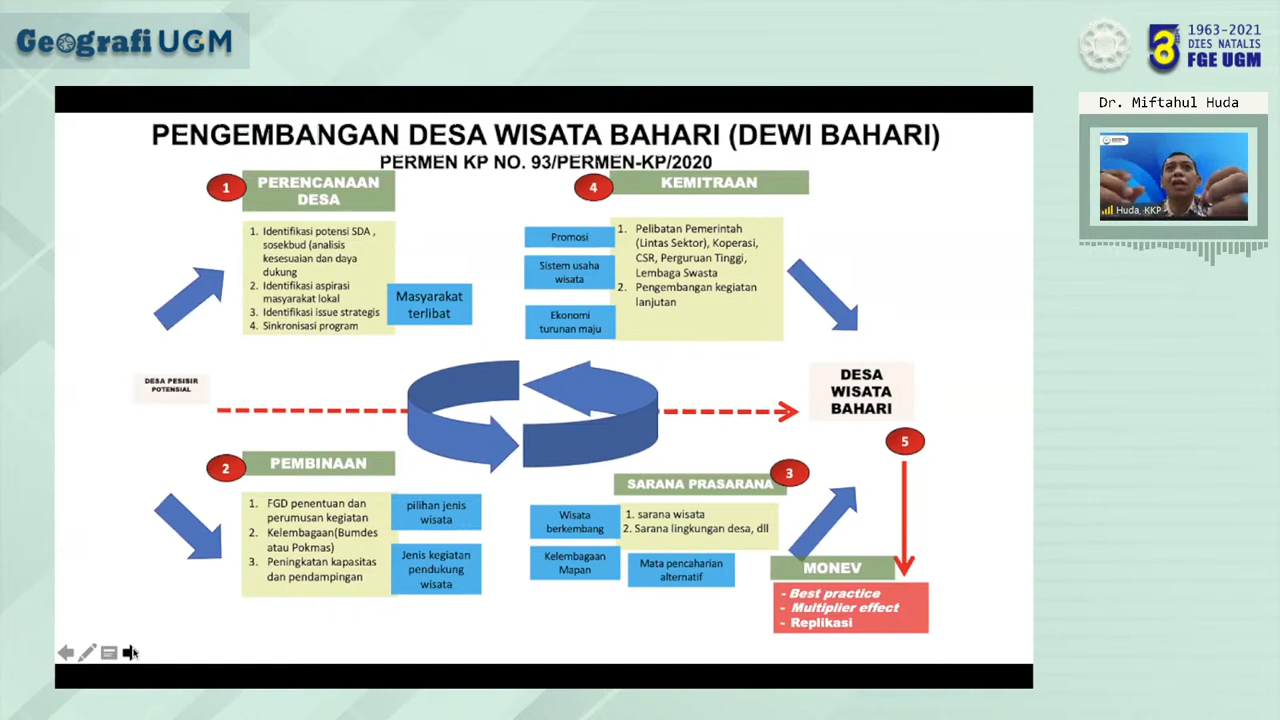 Geografi UGM
1963-2021
DIES NATALIS
FGE UGM
Dr. Miftahul Huda
Huda, KKP
PENGEMBANGAN DESA WISATA BAHARI (DEWI BAHARI)
PERMEN KP NO. 93/PERMEN-KP/2020
1
PERENCANAAN
DESA
1. Identifikasi potensi SDA ,
sosekbud (analisis
kesesuaian dan daya
dukung
2. Identifikasi aspirasi
masyarakat lokal
3. Identifikasi issue strategis
4. Sinkronisasi program
Masyarakat
terlibat
4
KEMITRAAN
Promosi
Sistem usaha
wisata
Ekonomi
turunan maju
1. Pelibatan Pemerintah
(Lintas Sektor), Koperasi,
CSR, Perguruan Tinggi,
Lembaga Swasta
2. Pengembangan kegiatan
lanjutan
DESA PESISIR
POTENSIAL
DESA
WISATA
BAHARI
2
PEMBINAAN
1. FGD penentuan dan
perumusan kegiatan
2. Kelembagaan(Bumdes
atau Pokmas)
3. Peningkatan kapasitas
dan pendampingan
pilihan jenis
wisata
Jenis kegiatan
pendukung
wisata
3
SARANA PRASARANA
Wisata
berkembang
Kelembagaan
Mapan
1. sarana wisata
2. Sarana lingkungan desa, dll
Mata pencaharian
alternatif
5
MONEV
- Best practice
- Multiplier effect
- Replikasi